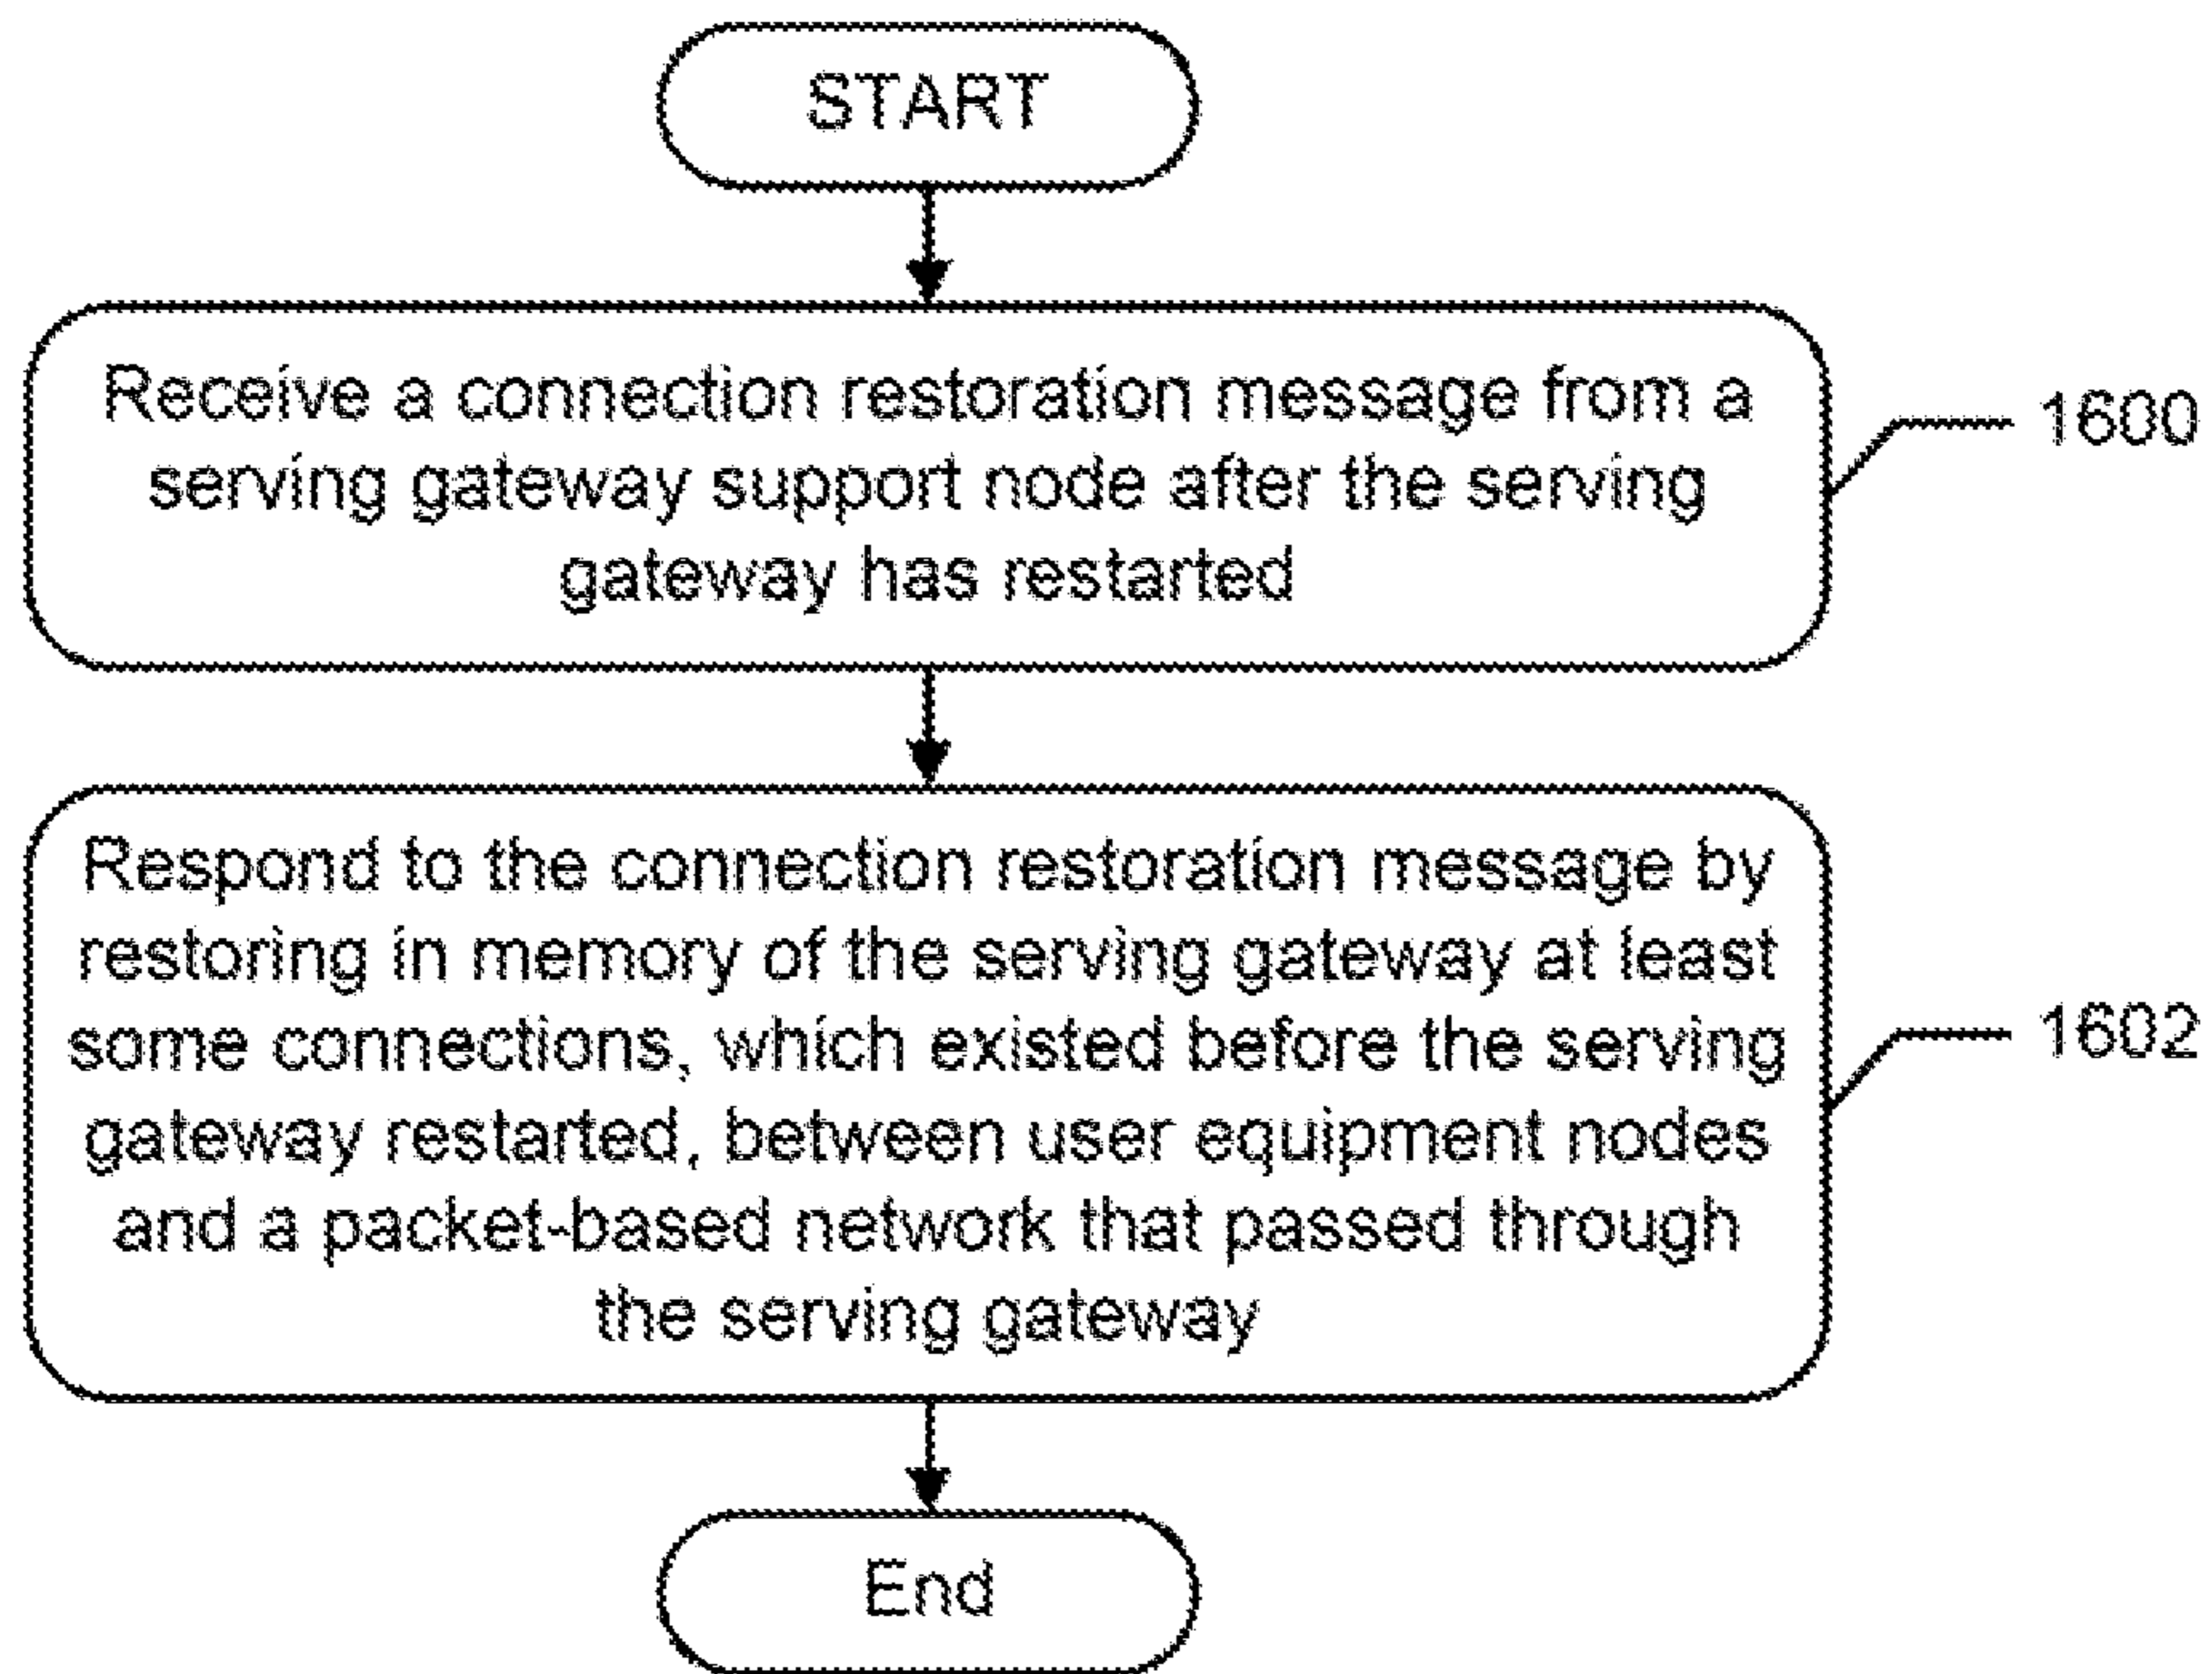 START
Receive a connection restoration message from a
serving gateway support node after the serving
gateway has restarted
1600
Respond to the connection restoration message by
restoring in memory of the serving gateway at least
some connections, which existed before the serving
gateway restarted, between user equipment nodes
and a packet-based network that passed through
the serving gateway
1602
End